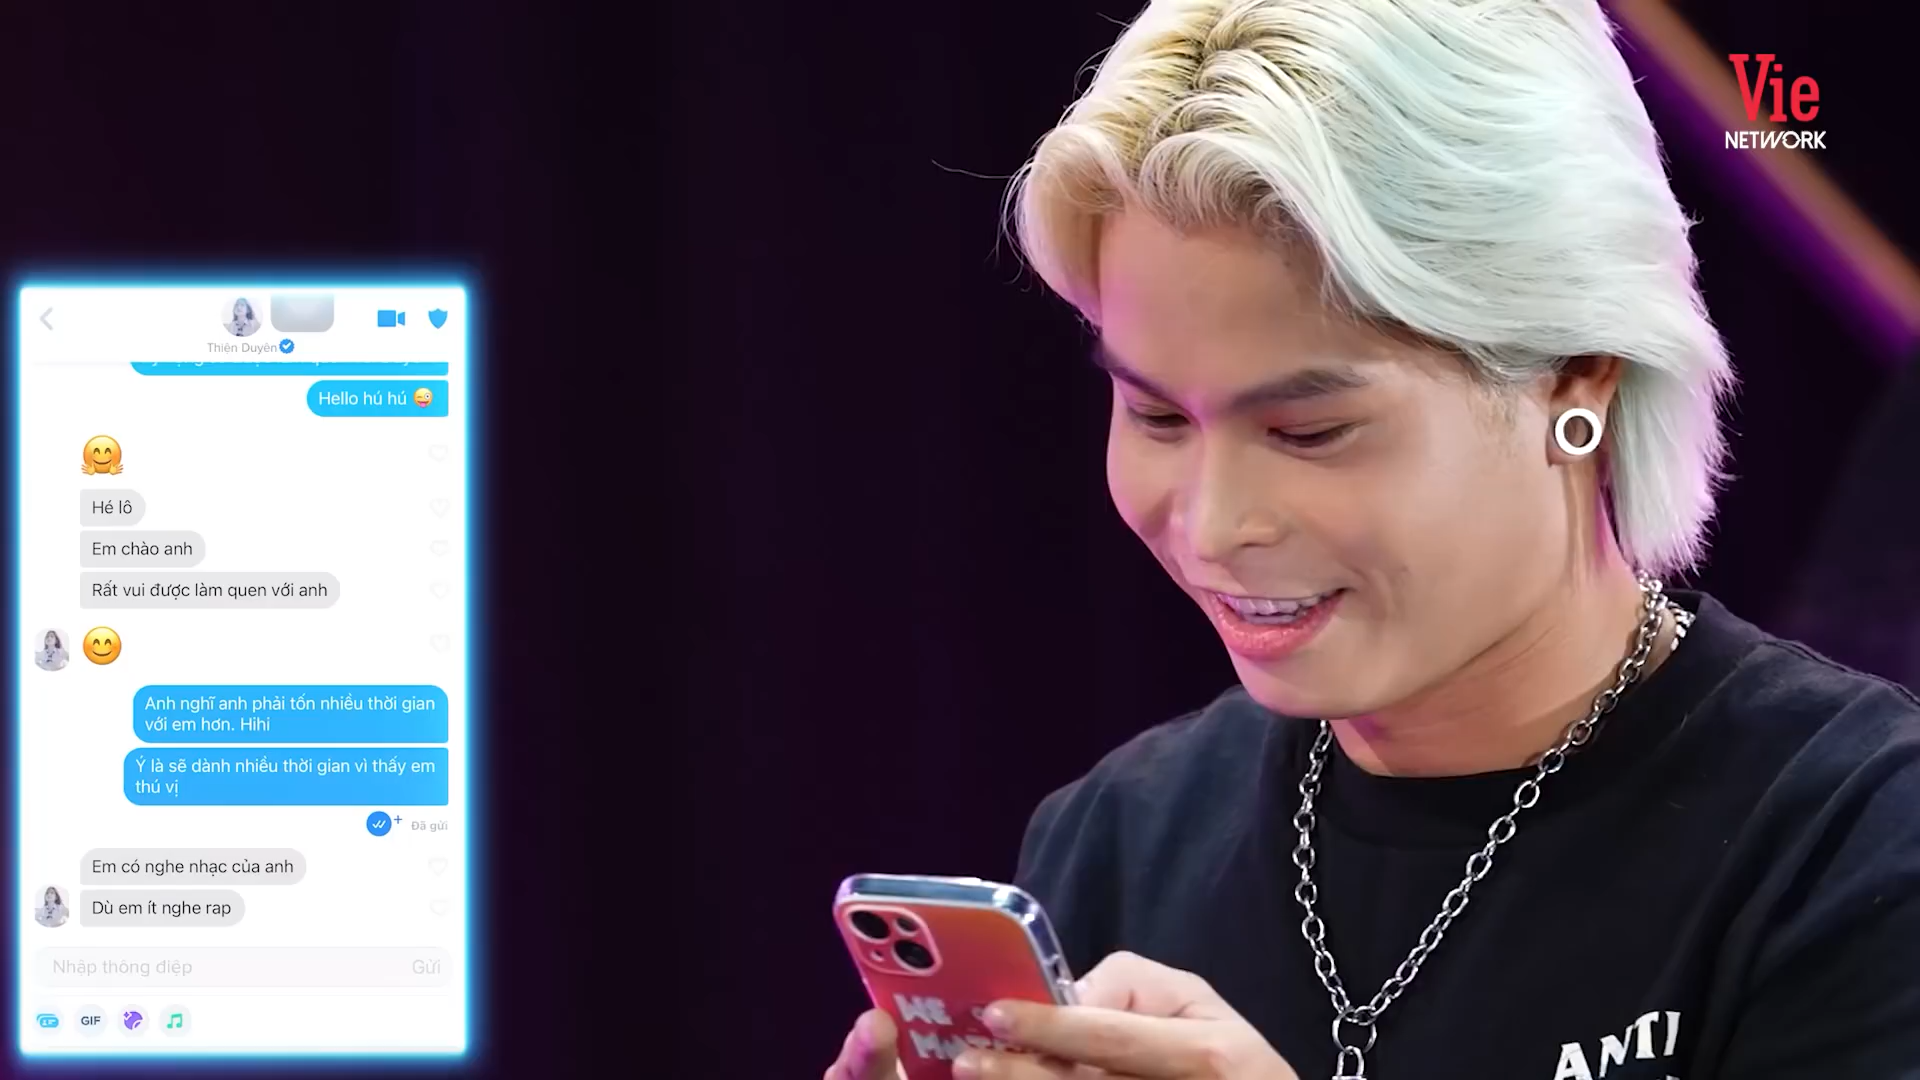 Vie
NETWORK
Thiên Duyên
Hello hú hú 😜
🤗
Hé lô
Em chào anh
Rất vui được làm quen với anh
😊
Anh nghĩ anh phải tốn nhiều thời gian
với em hơn. Hihi
Ý là sẽ dành nhiều thời gian vì thấy em
thú vị
Đã gửi
Em có nghe nhạc của anh
Dù em ít nghe rap
Nhập thông điệp
Gửi
GIF
WE
ANTI